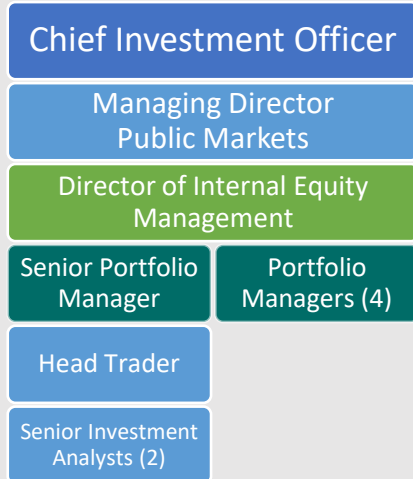 Chief Investment Officer
Managing Director
Public Markets
Director of Internal Equity
Management
Senior Portfolio
Manager
Portfolio
Managers (4)
Head Trader
Senior Investment
Analysts (2)